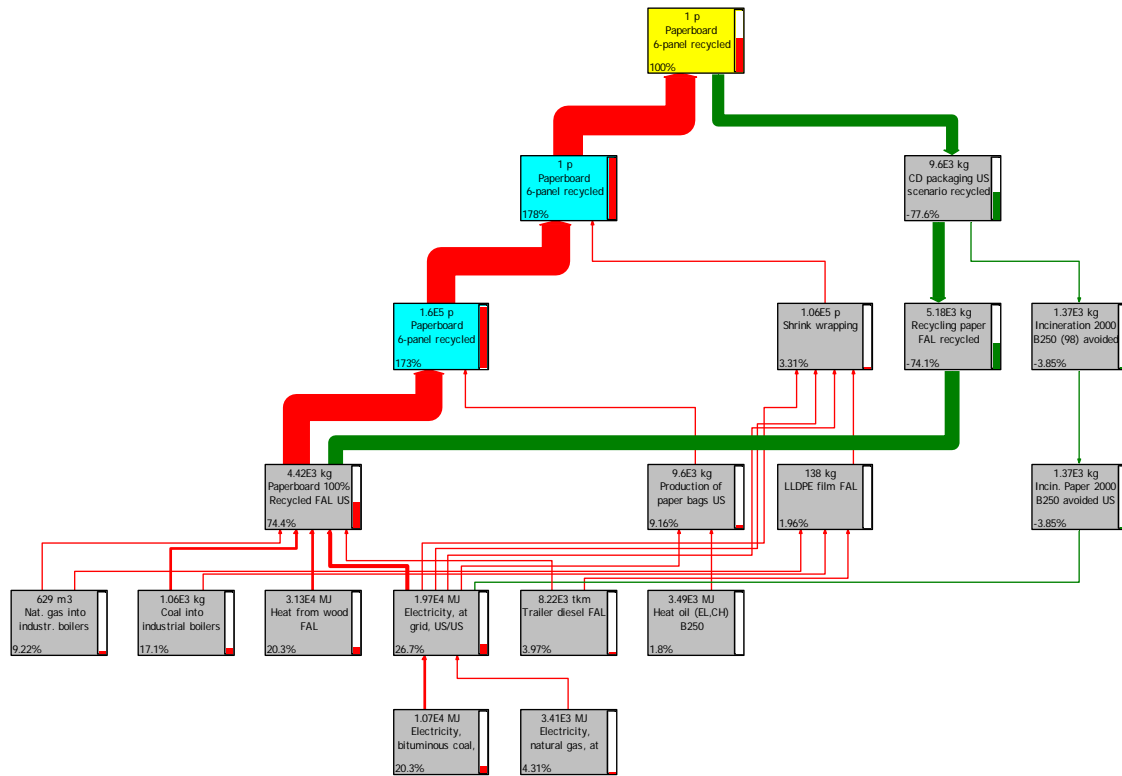 1 p
Paperboard
6-panel recycled
100%
1 p
Paperboard
6-panel recycled
178%
9.6E3 kg
CD packaging US
scenario recycled
-77.6%
1.6E5 p
Paperboard
6-panel recycled
173%
1.06E5 p
Shrink wrapping
3.31%
5.18E3 kg
Recycling paper
FAL recycled
-74.1%
1.37E3 kg
Incineration 2000
B250 (98) avoided
-3.85%
4.42E3 kg
Paperboard 100%
Recycled FAL US
74.4%
9.6E3 kg
Production of
paper bags US
9.16%
138 kg
LLDPE film FAL
1.96%
1.37E3 kg
Incin. Paper 2000
B250 avoided US
-3.85%
629 m3
Nat. gas into
industr. boilers
9.22%
1.06E3 kg
Coal into
industrial boilers
17.1%
3.13E4 MJ
Heat from wood
FAL
20.3%
1.97E4 MJ
Electricity, at
grid, US/US
26.7%
8.22E3 tkm
Trailer diesel FAL
3.97%
3.49E3 MJ
Heat oil (EL,CH)
B250
1.8%
1.07E4 MJ
Electricity,
bituminous coal,
20.3%
3.41E3 MJ
Electricity,
natural gas, at
4.31%